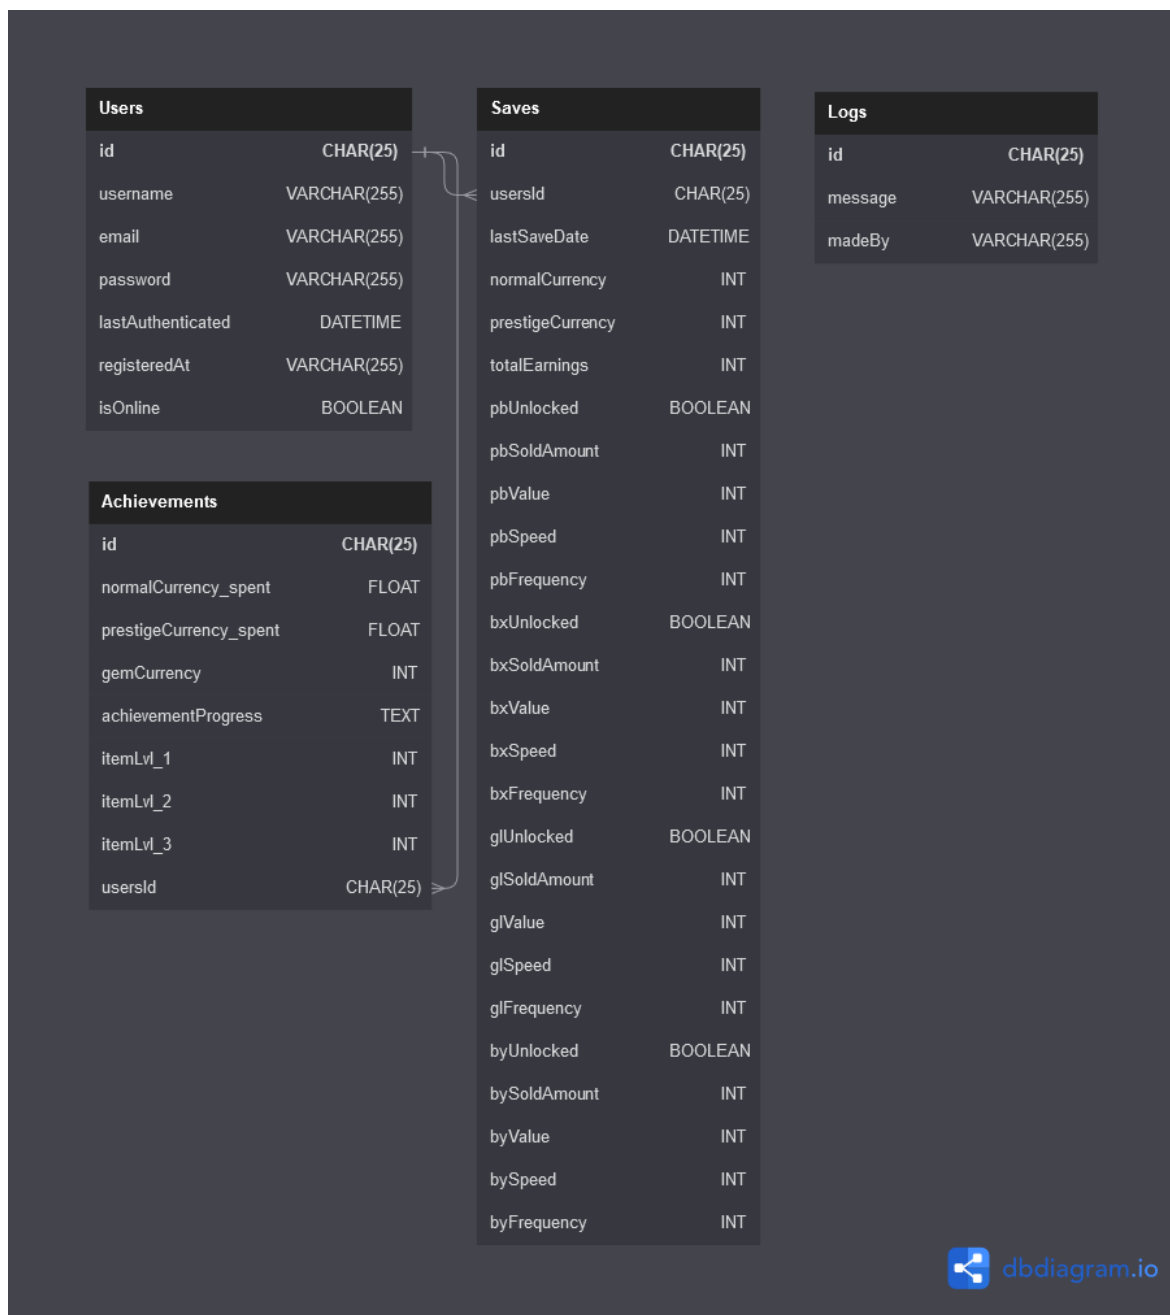 Users
id CHAR(25)
username VARCHAR(255)
email VARCHAR(255)
password VARCHAR(255)
lastAuthenticated DATETIME
registeredAt VARCHAR(255)
isOnline BOOLEAN
Achievements
id CHAR(25)
normalCurrency_spent FLOAT
prestigeCurrency_spent FLOAT
gemCurrency INT
achievementProgress TEXT
itemLvl_1 INT
itemLvl_2 INT
itemLvl_3 INT
usersId CHAR(25)
Saves
id CHAR(25)
usersId CHAR(25)
lastSaveDate DATETIME
normalCurrency INT
prestigeCurrency INT
totalEarnings INT
pbUnlocked BOOLEAN
pbSoldAmount INT
pbValue INT
pbSpeed INT
pbFrequency INT
bxUnlocked BOOLEAN
bxSoldAmount INT
bxValue INT
bxSpeed INT
bxFrequency INT
glUnlocked BOOLEAN
glSoldAmount INT
glValue INT
glSpeed INT
glFrequency INT
byUnlocked BOOLEAN
bySoldAmount INT
byValue INT
bySpeed INT
byFrequency INT
Logs
id CHAR(25)
message VARCHAR(255)
madeBy VARCHAR(255)
dbdiagram.io